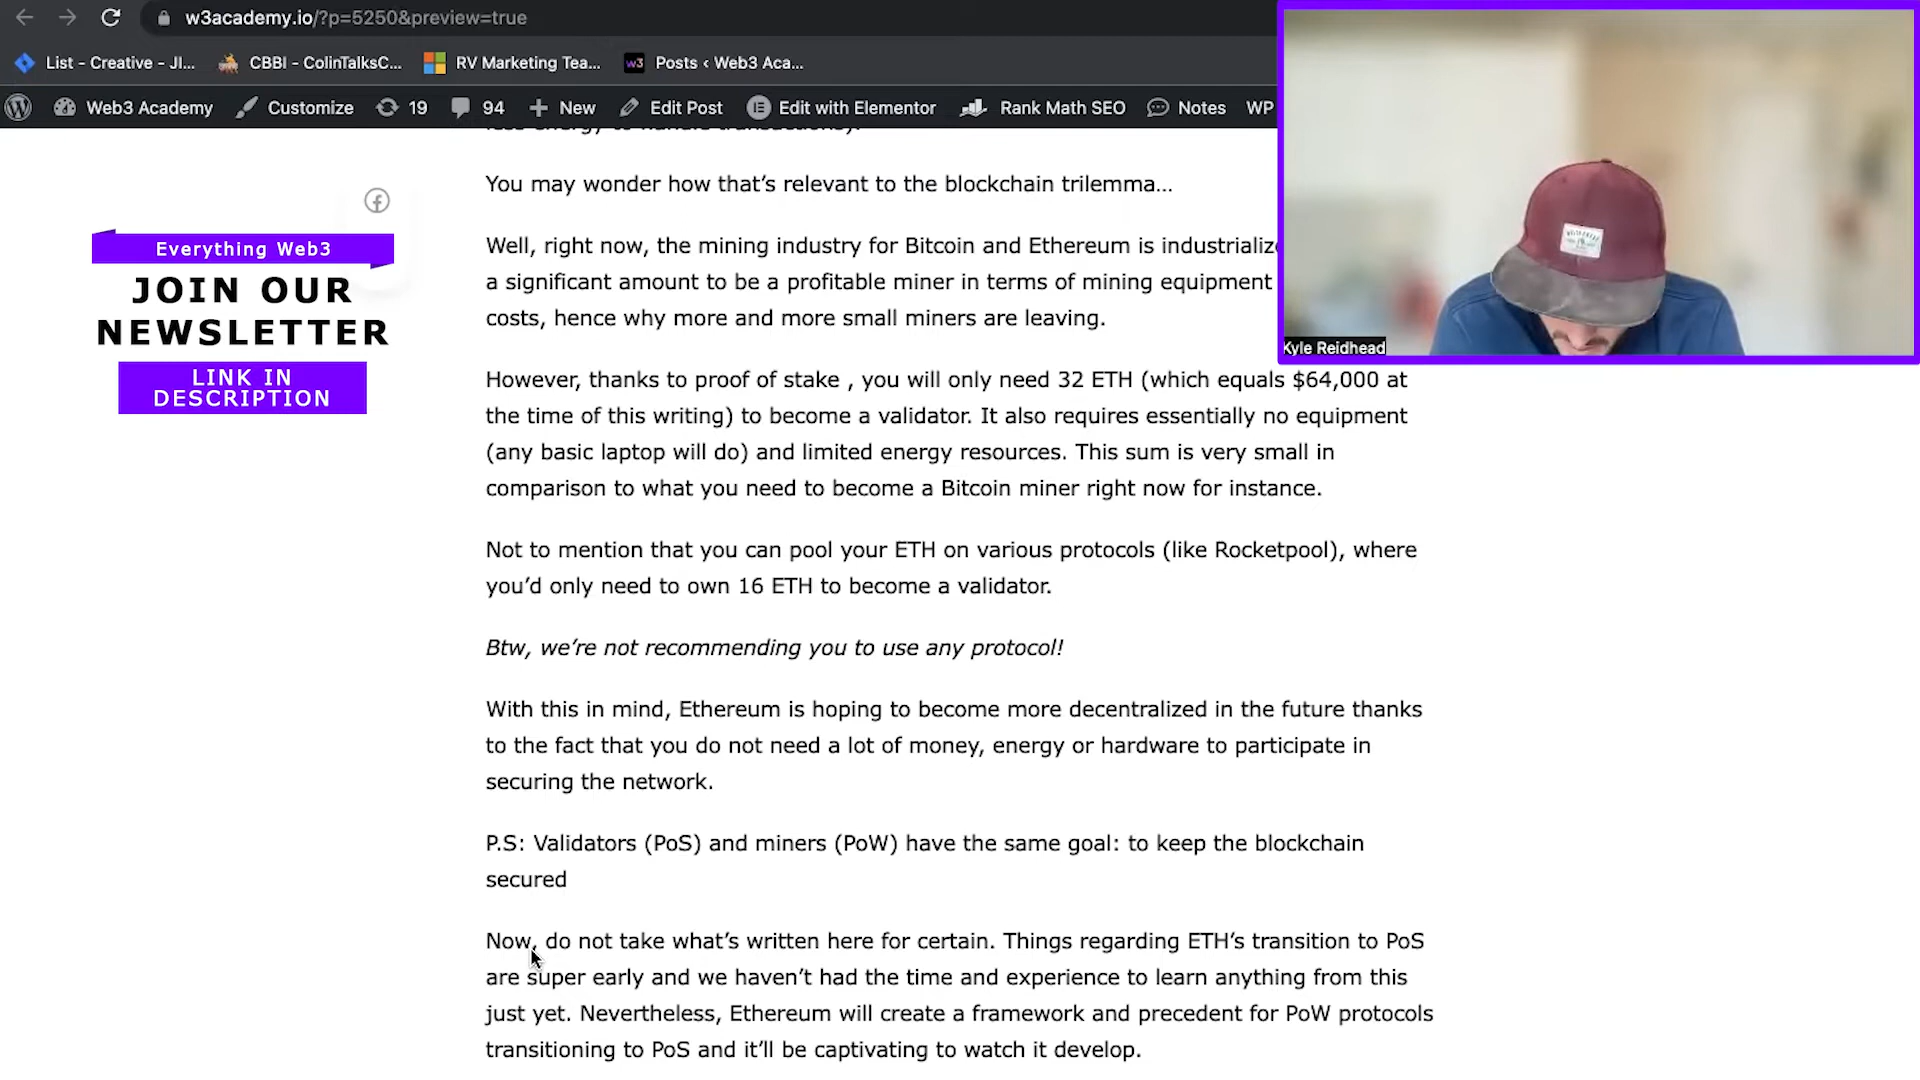 w3academy.io/?p=5250&preview=true
List - Creative - JI...
CBBI - ColinTalksC...
RV Marketing Tea...
w3
Posts ‹ Web3 Aca...
Web3 Academy
Customize
19
94
New
Edit Post
Edit with Elementor
Rank Math SEO
Notes
WP
less energy to handle transactions).
You may wonder how that’s relevant to the blockchain trilemma…
Well, right now, the mining industry for Bitcoin and Ethereum is industrialize
a significant amount to be a profitable miner in terms of mining equipment
costs, hence why more and more small miners are leaving.
However, thanks to proof of stake , you will only need 32 ETH (which equals $64,000 at
the time of this writing) to become a validator. It also requires essentially no equipment
(any basic laptop will do) and limited energy resources. This sum is very small in
comparison to what you need to become a Bitcoin miner right now for instance.
Not to mention that you can pool your ETH on various protocols (like Rocketpool), where
you’d only need to own 16 ETH to become a validator.
Btw, we’re not recommending you to use any protocol!
With this in mind, Ethereum is hoping to become more decentralized in the future thanks
to the fact that you do not need a lot of money, energy or hardware to participate in
securing the network.
P.S: Validators (PoS) and miners (PoW) have the same goal: to keep the blockchain
secured
Now, do not take what’s written here for certain. Things regarding ETH’s transition to PoS
are super early and we haven’t had the time and experience to learn anything from this
just yet. Nevertheless, Ethereum will create a framework and precedent for PoW protocols
transitioning to PoS and it’ll be captivating to watch it develop.
Everything Web3
JOIN OUR
NEWSLETTER
LINK IN
DESCRIPTION
Kyle Reidhead